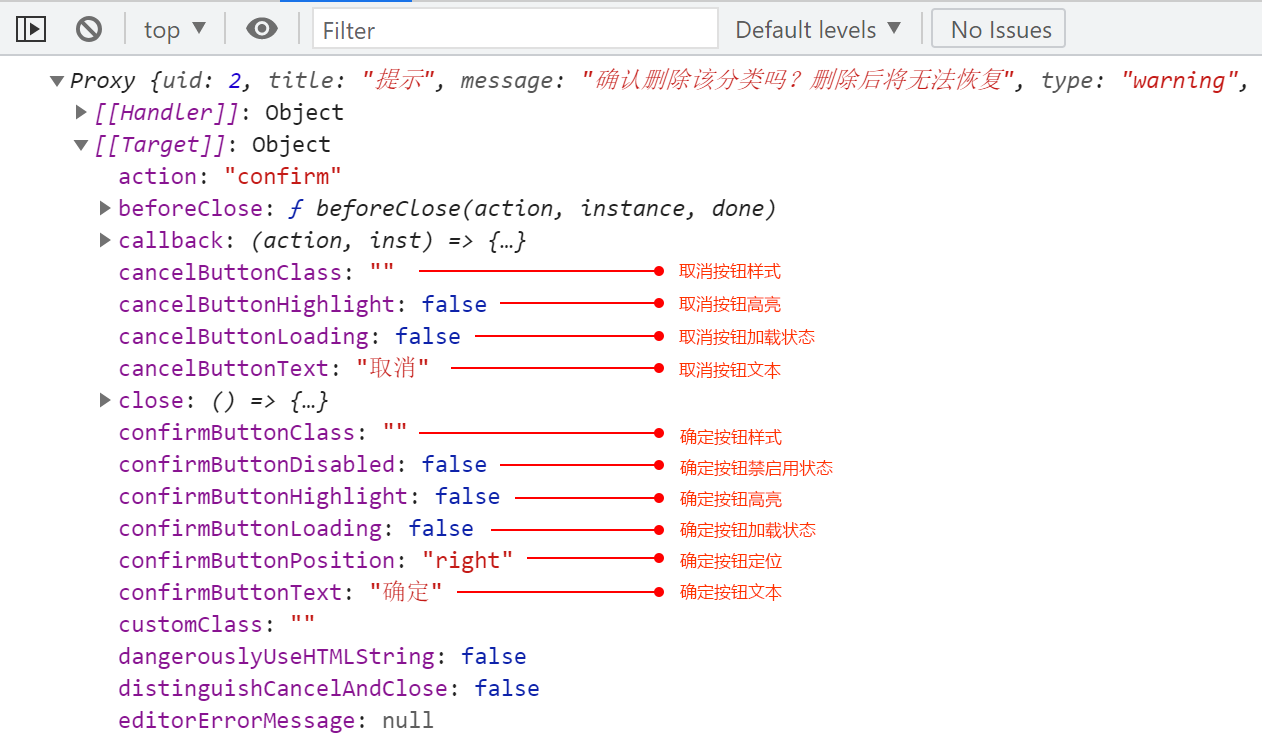 top Filter Default levels No Issues
Proxy {uid: 2, title: "提示", message: "确认删除该分类吗？删除后将无法恢复", type: "warning",
[[Handler]]: Object
[[Target]]: Object
action: "confirm"
beforeClose: ƒ beforeClose(action, instance, done)
callback: (action, inst) => {…}
cancelButtonClass: "" 取消按钮样式
cancelButtonHighlight: false 取消按钮高亮
cancelButtonLoading: false 取消按钮加载状态
cancelButtonText: "取消" 取消按钮文本
close: () => {…}
confirmButtonClass: "" 确定按钮样式
confirmButtonDisabled: false 确定按钮禁启用状态
confirmButtonHighlight: false 确定按钮高亮
confirmButtonLoading: false 确定按钮加载状态
confirmButtonPosition: "right" 确定按钮定位
confirmButtonText: "确定" 确定按钮文本
customClass: ""
dangerouslyUseHTMLString: false
distinguishCancelAndClose: false
editorErrorMessage: null